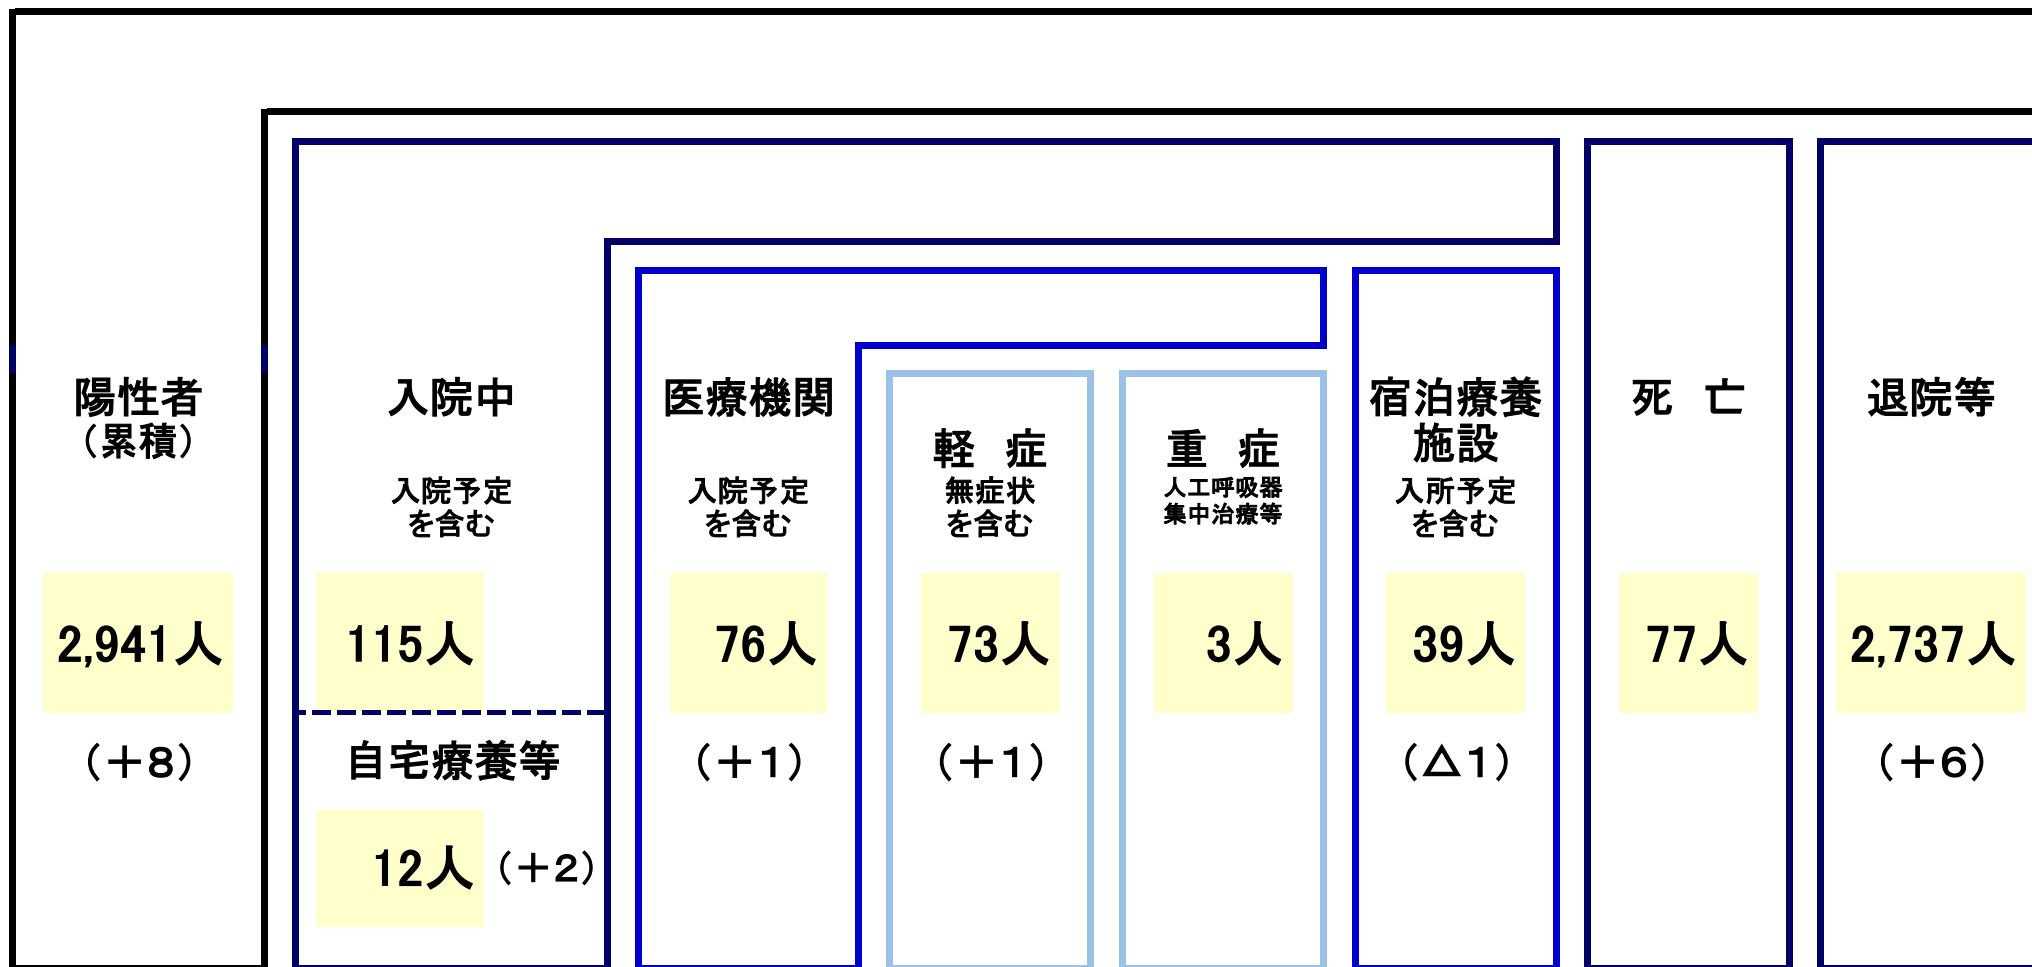 陽性者
（累積）
2,941人
（＋8）
入院中
入院予定
を含む
115人
自宅療養等
12人（＋2）
医療機関
入院予定
を含む
76人
（＋1）
軽　症
無症状
を含む
73人
（＋1）
重　症
人工呼吸器
集中治療等
3人
宿泊療養
施設
入所予定
を含む
39人
（△1）
死　亡
77人
退院等
2,737人
（＋6）